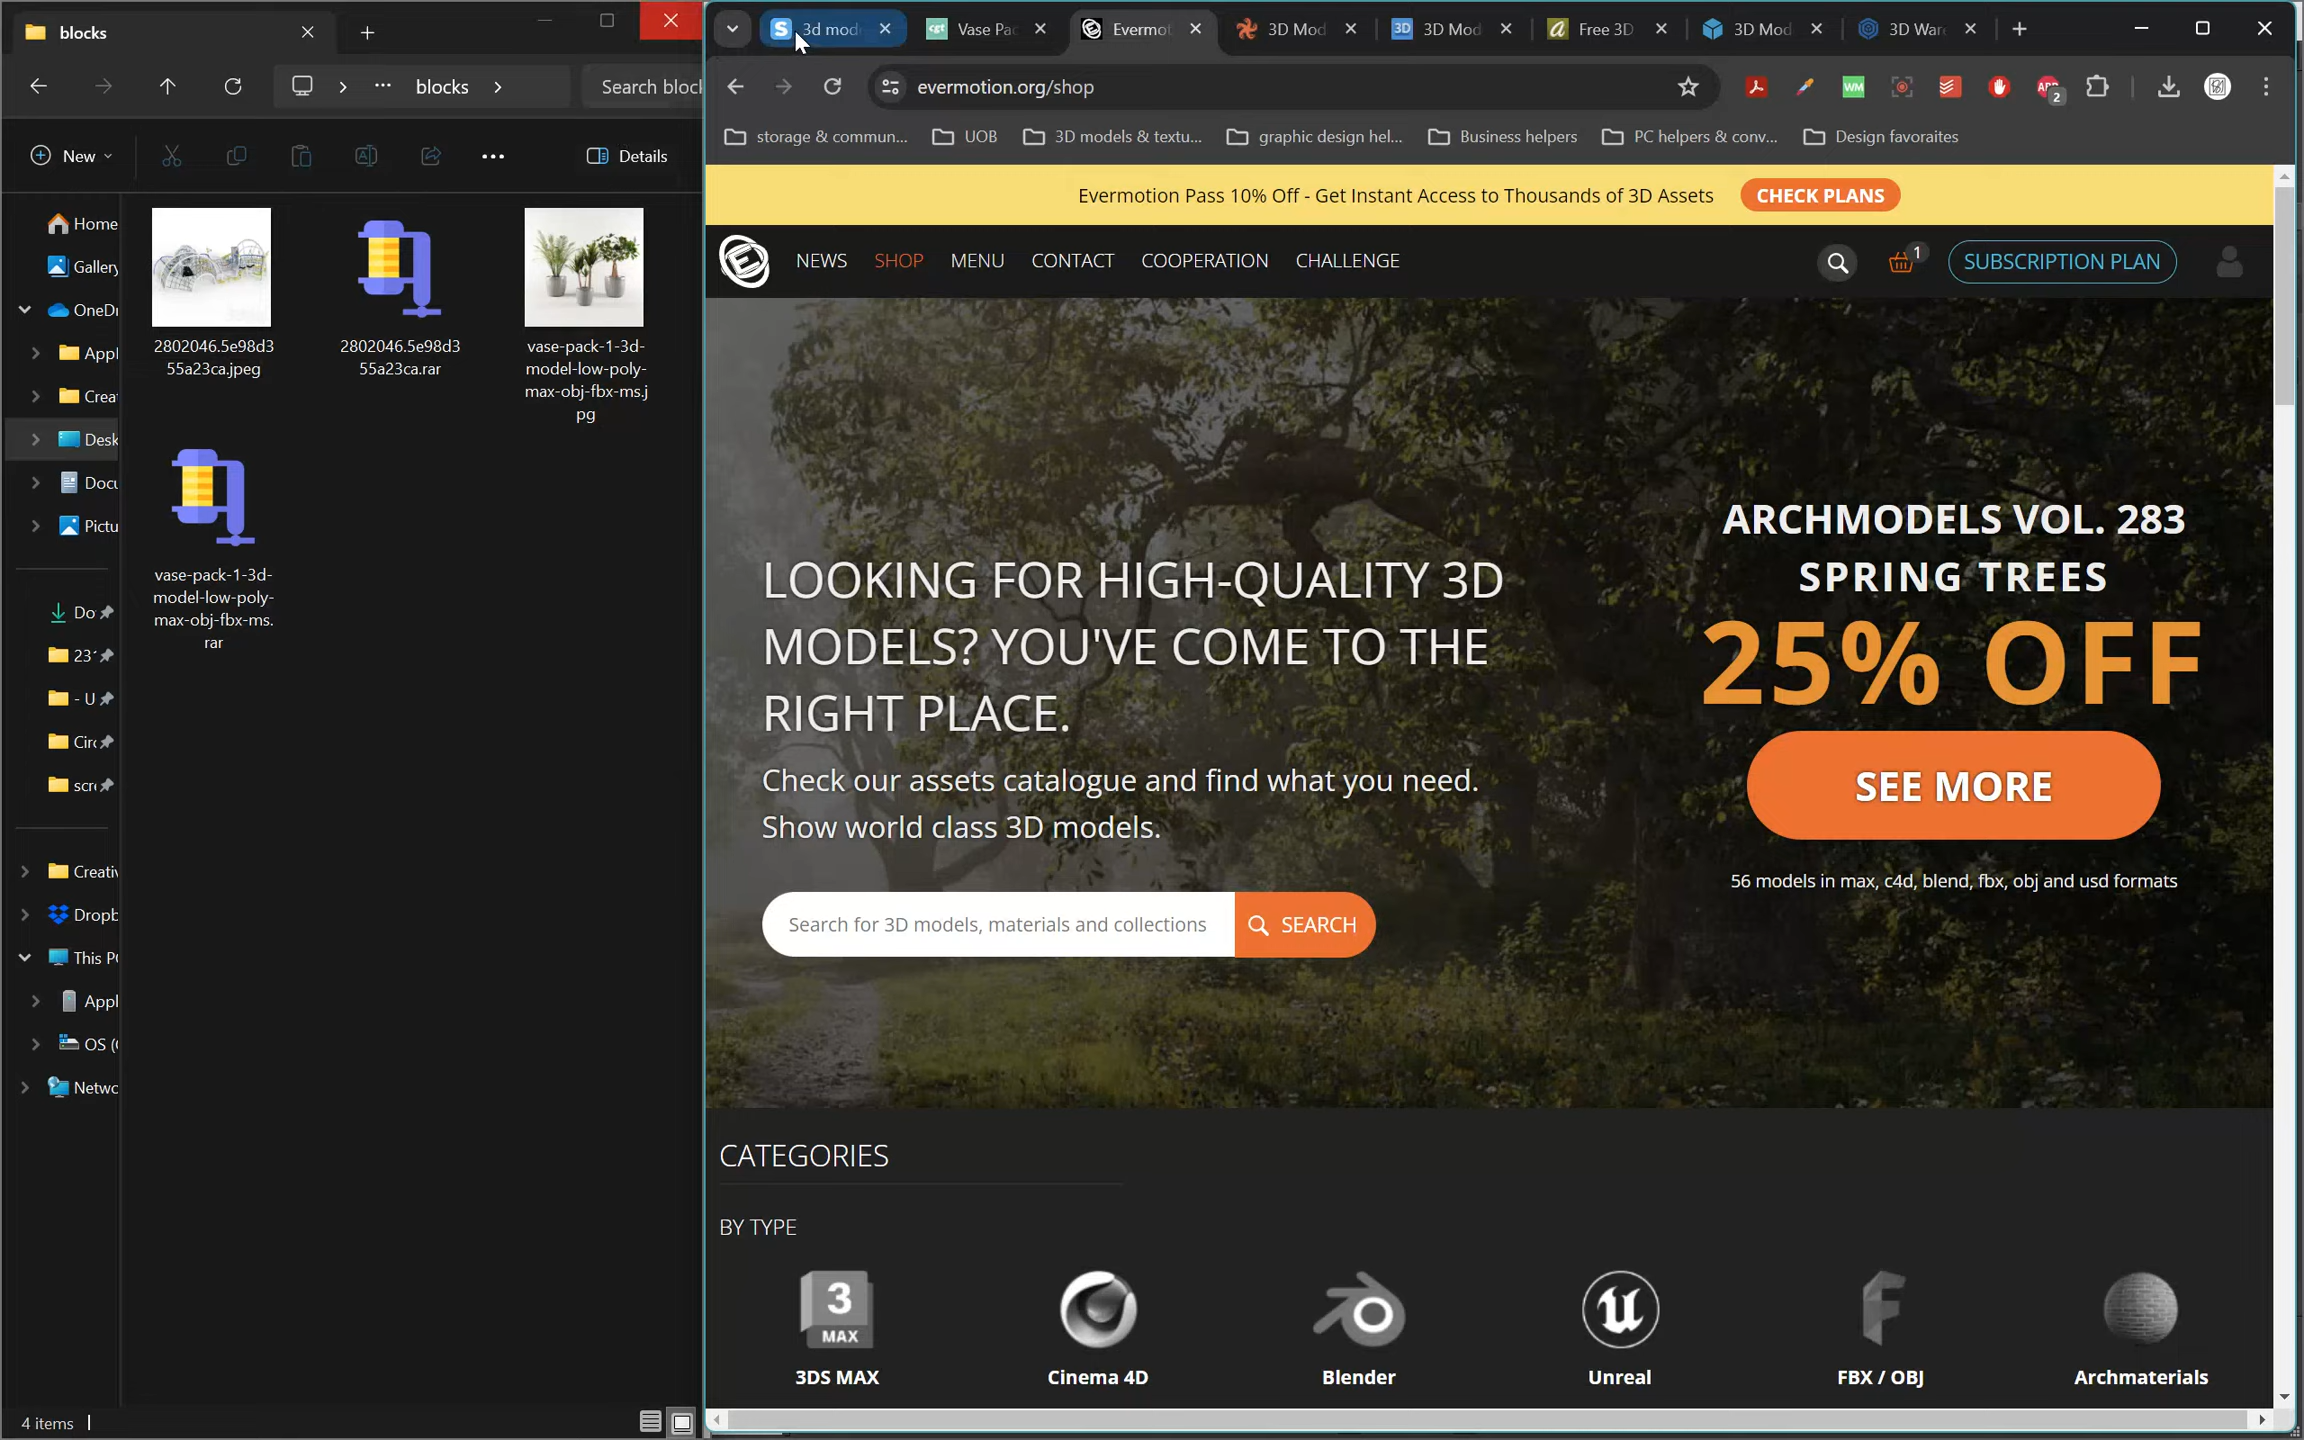 blocks
blocks
Search block
New
Details
Home
Gallery
OneDr
Appl
Creat
Desk
Docu
Pictu
Do
23
- U
Circ
scre
Creativ
Dropb
This P
Appl
OS (
Netwo
2802046.5e98d3
55a23ca.jpeg
2802046.5e98d3
55a23ca.rar
vase-pack-1-3d-
model-low-poly-
max-obj-fbx-ms.j
pg
vase-pack-1-3d-
model-low-poly-
max-obj-fbx-ms.
rar
4 items
3d mode
Vase Pac
Evermot
3D Mod
3D Mod
Free 3D
3D Mod
3D War
evermotion.org/shop
WM
2
storage & commun...
UOB
3D models & textu...
graphic design hel...
Business helpers
PC helpers & conv...
Design favoraites
Evermotion Pass 10% Off - Get Instant Access to Thousands of 3D Assets
CHECK PLANS
NEWS
SHOP
MENU
CONTACT
COOPERATION
CHALLENGE
1
SUBSCRIPTION PLAN
LOOKING FOR HIGH-QUALITY 3D
MODELS? YOU'VE COME TO THE
RIGHT PLACE.
Check our assets catalogue and find what you need.
Show world class 3D models.
Search for 3D models, materials and collections
SEARCH
ARCHMODELS VOL. 283
SPRING TREES
25% OFF
SEE MORE
56 models in max, c4d, blend, fbx, obj and usd formats
CATEGORIES
BY TYPE
3
MAX
3DS MAX
Cinema 4D
Blender
Unreal
FBX / OBJ
Archmaterials